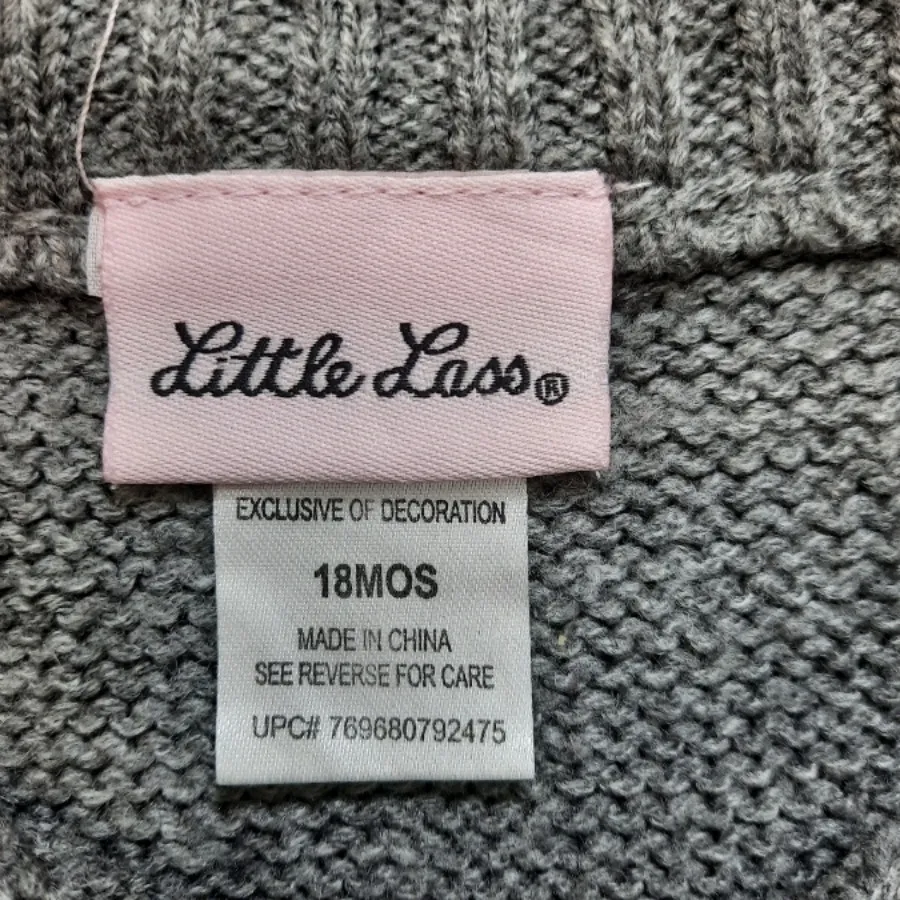 Little Lass®
EXCLUSIVE OF DECORATION
18MOS
MADE IN CHINA
SEE REVERSE FOR CARE
UPC# 769680792475